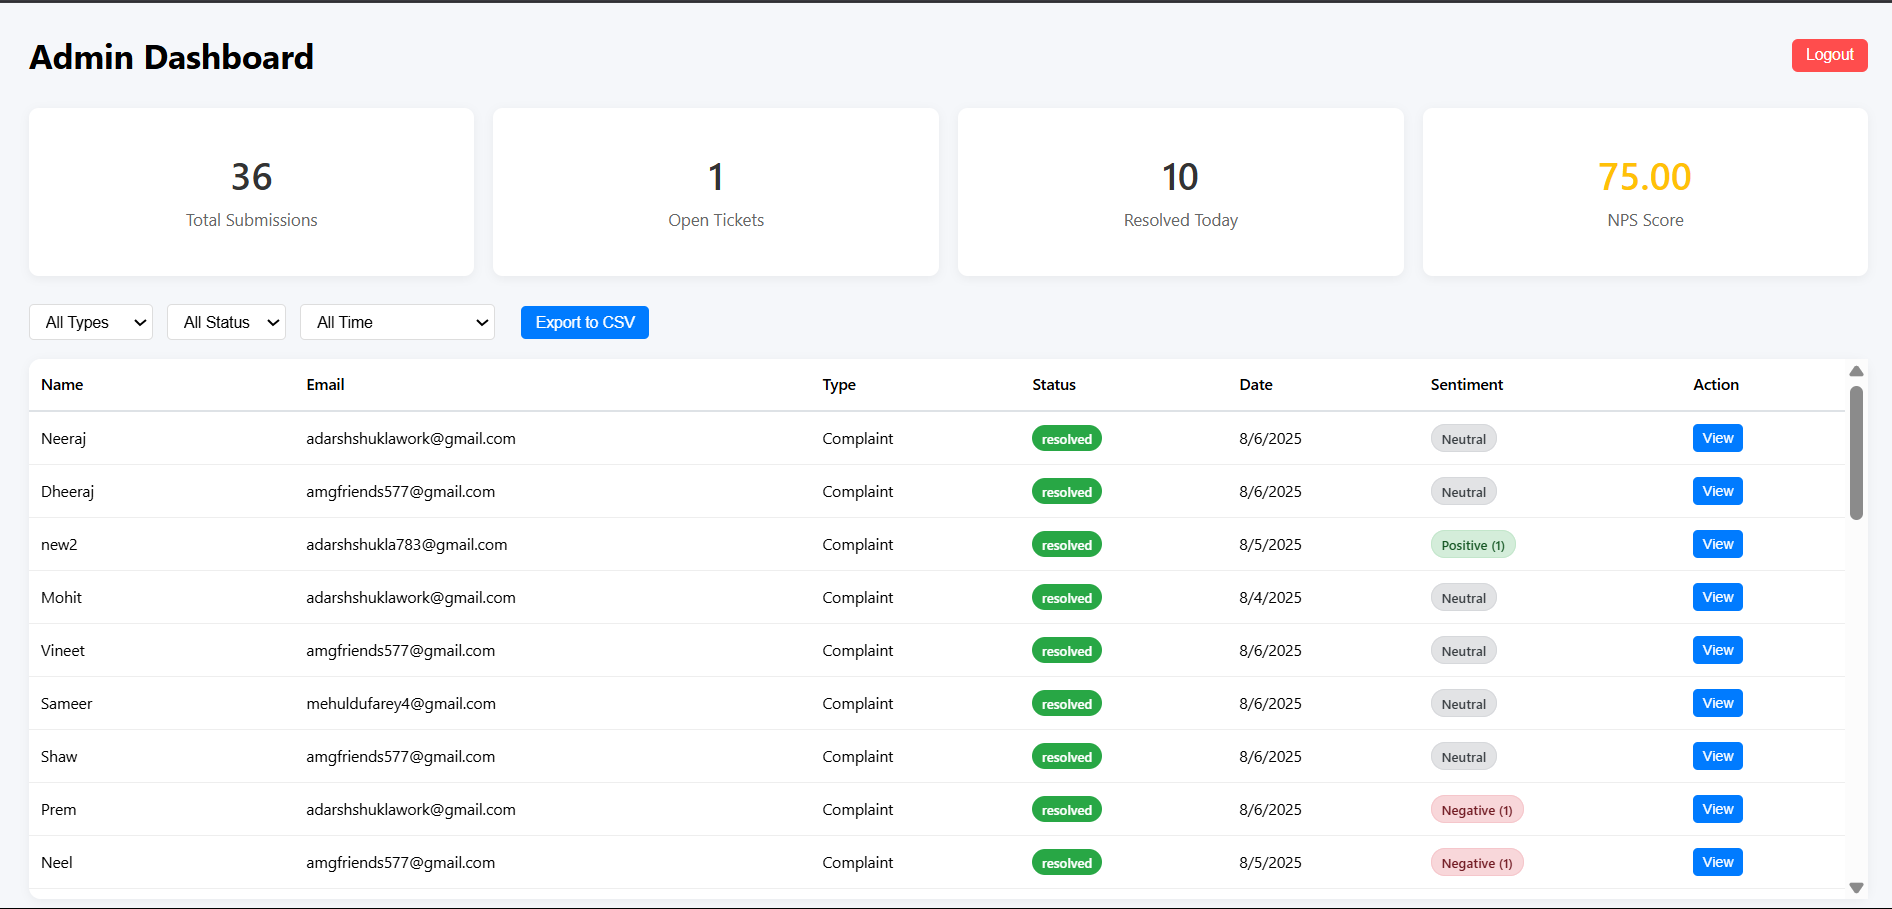 Admin Dashboard
Logout
36
Total Submissions
1
Open Tickets
10
Resolved Today
75.00
NPS Score
All Types All Status All Time Export to CSV
Name Email Type Status Date Sentiment Action
Neeraj adarshshuklawork@gmail.com Complaint resolved 8/6/2025 Neutral View
Dheeraj amgfriends577@gmail.com Complaint resolved 8/6/2025 Neutral View
new2 adarshshukla783@gmail.com Complaint resolved 8/5/2025 Positive (1) View
Mohit adarshshuklawork@gmail.com Complaint resolved 8/4/2025 Neutral View
Vineet amgfriends577@gmail.com Complaint resolved 8/6/2025 Neutral View
Sameer mehuldufarey4@gmail.com Complaint resolved 8/6/2025 Neutral View
Shaw amgfriends577@gmail.com Complaint resolved 8/6/2025 Neutral View
Prem adarshshuklawork@gmail.com Complaint resolved 8/6/2025 Negative (1) View
Neel amgfriends577@gmail.com Complaint resolved 8/5/2025 Negative (1) View